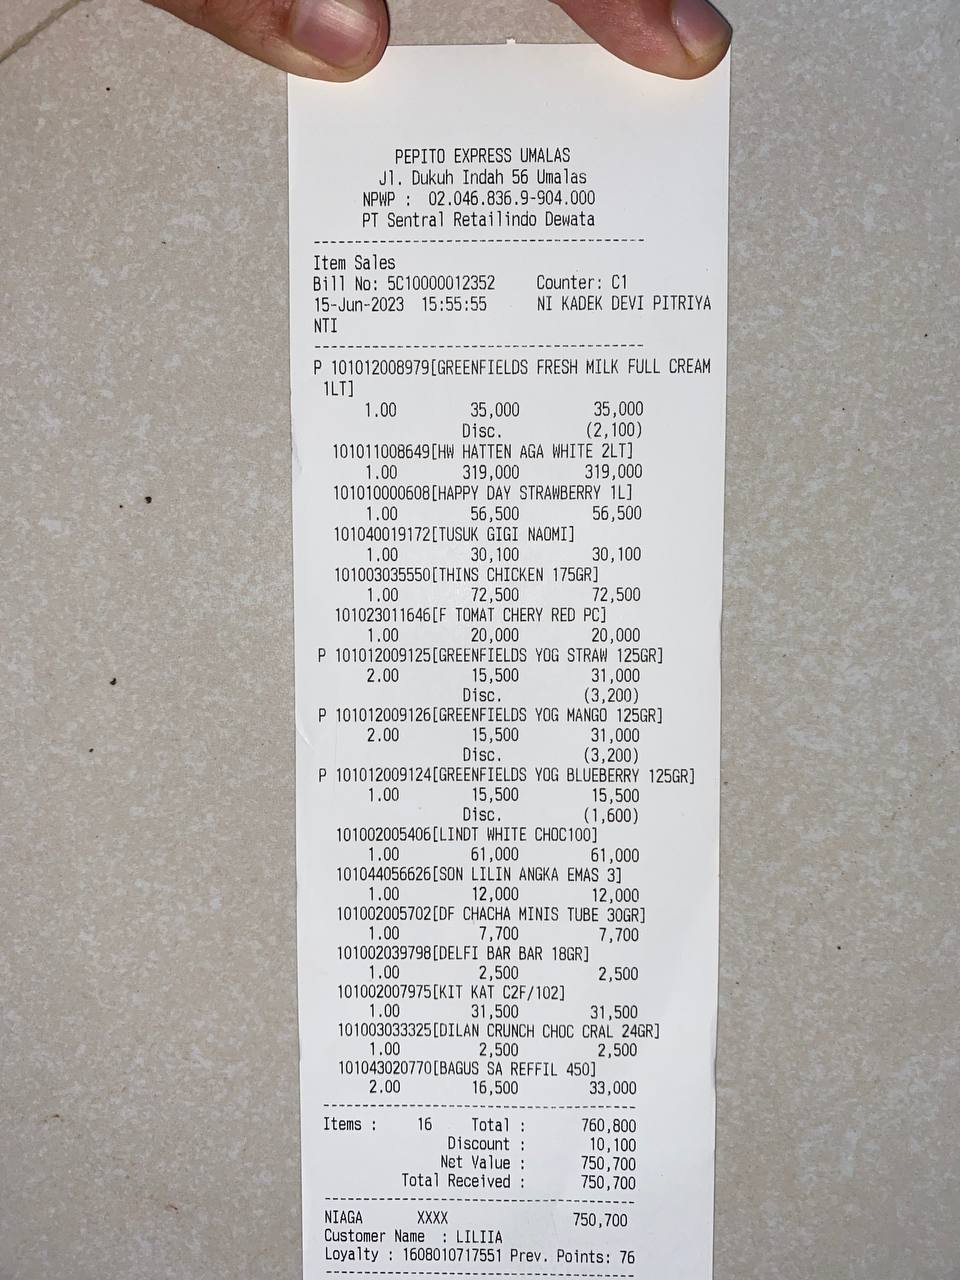 PEPITO EXPRESS UMALAS
Jl. Dukuh Indah 56 Umalas
NPWP : 02.046.836.9-904.000
PT Sentral Retailindo Dewata
----------------------------------------
Item Sales
Bill No: 5C10000012352 Counter: C1
15-Jun-2023 15:55:55 NI KADEK DEVI PITRIYA
NTI
----------------------------------------
P 101012008979[GREENFIELDS FRESH MILK FULL CREAM
1LT]
1.00 35,000 35,000
Disc. (2,100)
101011008649[HW HATTEN AGA WHITE 2LT]
1.00 319,000 319,000
101010000608[HAPPY DAY STRAWBERRY 1L]
1.00 56,500 56,500
101040019172[TUSUK GIGI NAOMI]
1.00 30,100 30,100
101003035550[THINS CHICKEN 175GR]
1.00 72,500 72,500
101023011646[F TOMAT CHERY RED PC]
1.00 20,000 20,000
P 101012009125[GREENFIELDS YOG STRAW 125GR]
2.00 15,500 31,000
Disc. (3,200)
P 101012009126[GREENFIELDS YOG MANGO 125GR]
2.00 15,500 31,000
Disc. (3,200)
P 101012009124[GREENFIELDS YOG BLUEBERRY 125GR]
1.00 15,500 15,500
Disc. (1,600)
101002005406[LINDT WHITE CHOC100]
1.00 61,000 61,000
101044056626[SON LILIN ANGKA EMAS 3]
1.00 12,000 12,000
101002005702[DF CHACHA MINIS TUBE 30GR]
1.00 7,700 7,700
101002039798[DELFI BAR BAR 18GR]
1.00 2,500 2,500
101002007975[KIT KAT C2F/102]
1.00 31,500 31,500
101003033325[DILAN CRUNCH CHOC CRAL 24GR]
1.00 2,500 2,500
101043020770[BAGUS SA REFFIL 450]
2.00 16,500 33,000
----------------------------------------
Items : 16 Total : 760,800
Discount : 10,100
Net Value : 750,700
Total Received : 750,700
----------------------------------------
NIAGA XXXX 750,700
Customer Name : LILIIA
Loyalty : 1608010717551 Prev. Points: 76
----------------------------------------